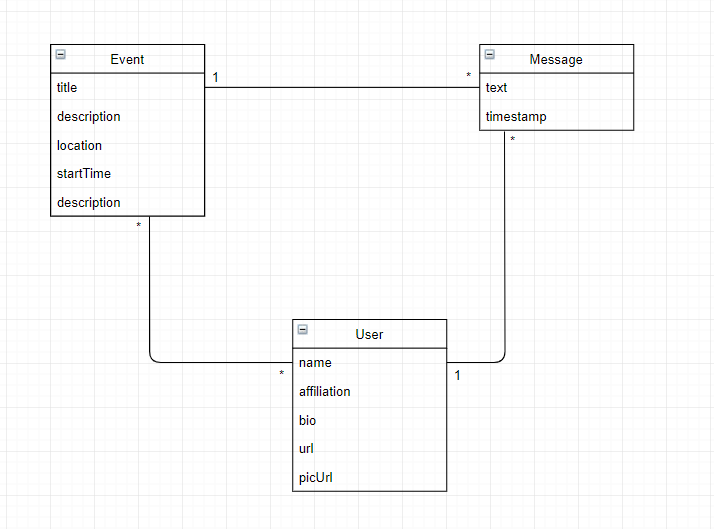 Event
title
description
location
startTime
description
1
*
Message
text
timestamp
*
*
*
User
name
affiliation
bio
url
picUrl
1